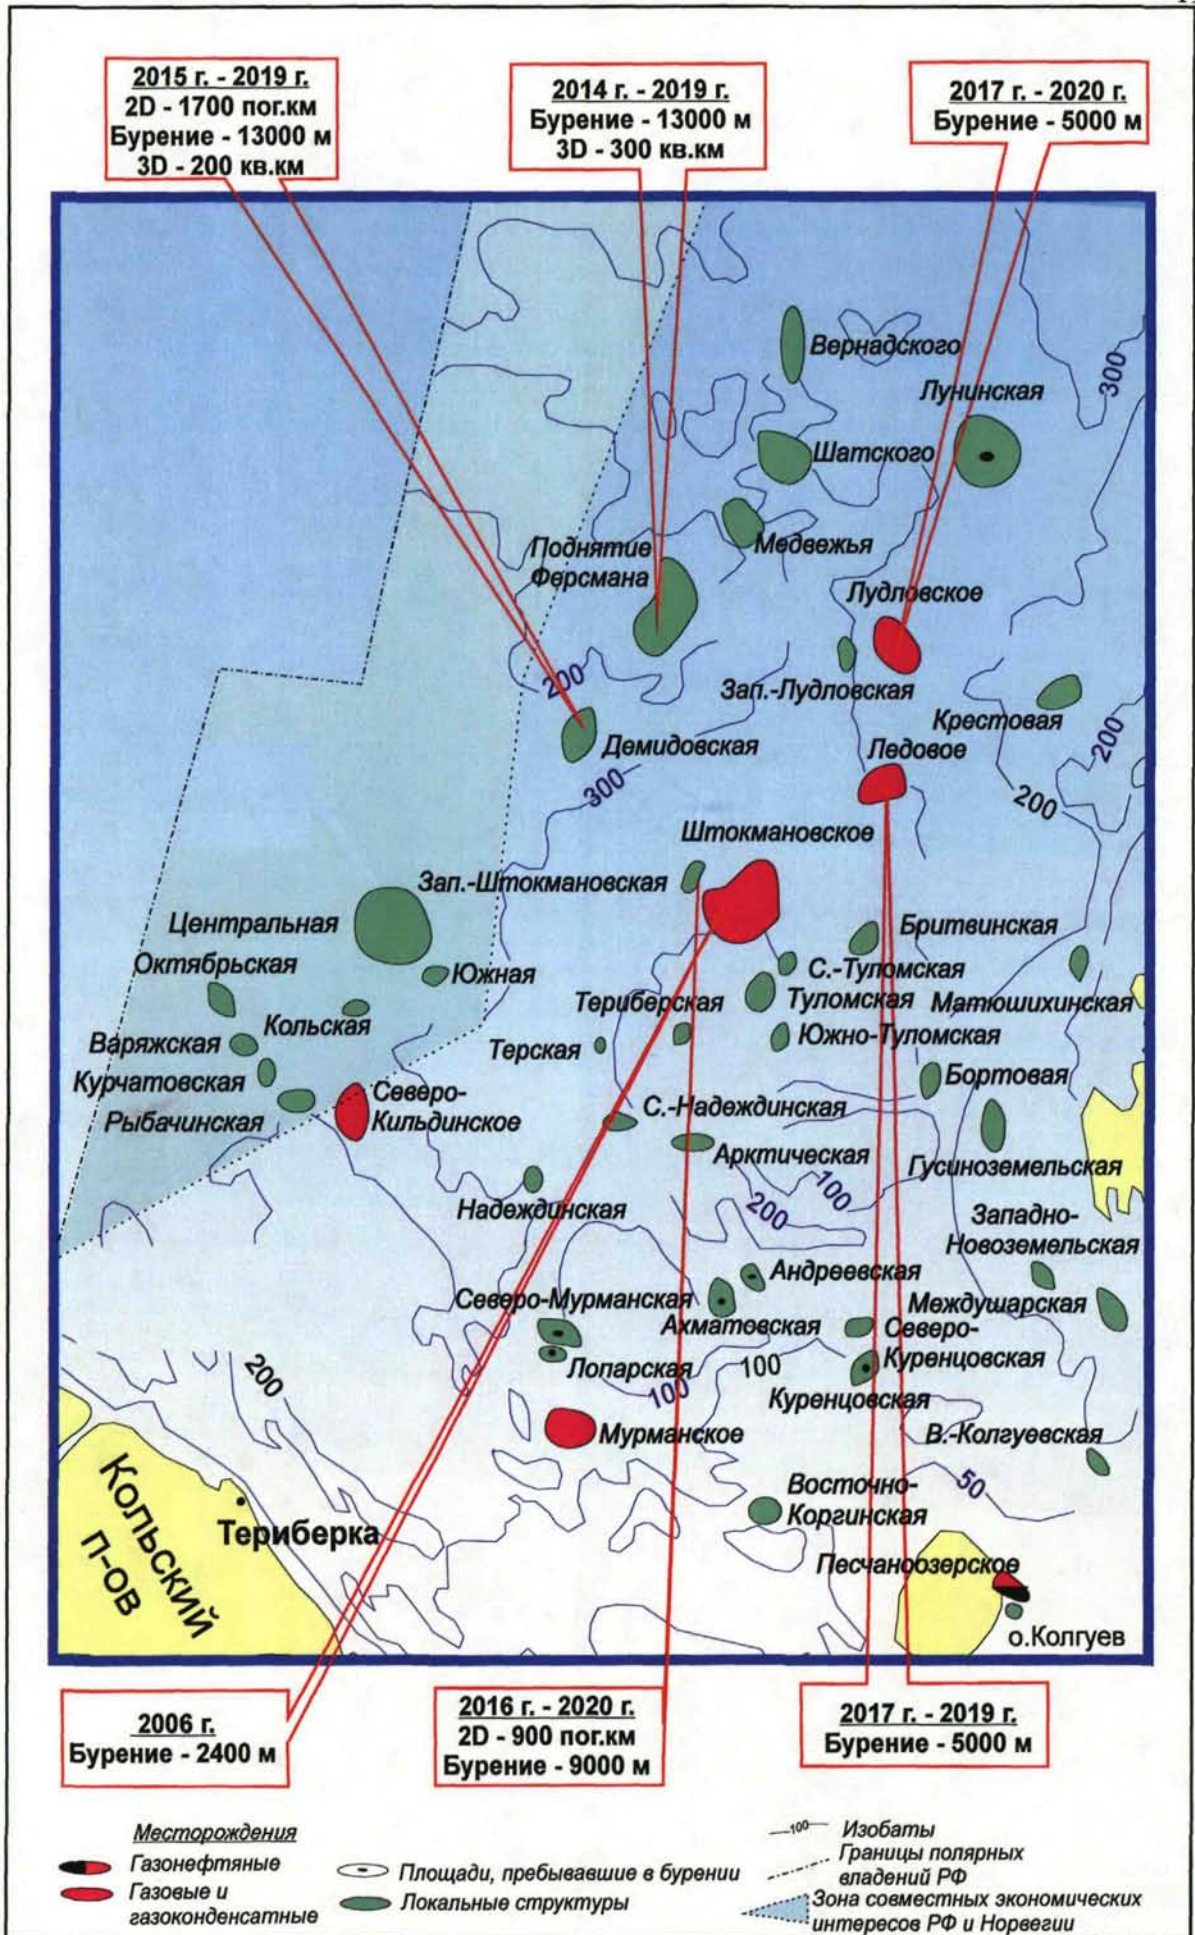 2015 г. - 2019 г.
2D - 1700 пог.км
Бурение - 13000 м
3D - 200 кв.км
2014 г. - 2019 г.
Бурение - 13000 м
3D - 300 кв.км
2017 г. - 2020 г.
Бурение - 5000 м
Вернадского
300
Лунинская
Шатского
Медвежья
Поднятие
Ферсмана
Лудловское
200
Зап.-Лудловская
Крестовая
Демидовская
Ледовое
200
300
200
Штокмановское
Зап.-Штокмановская
Центральная
Бритвинская
Октябрьская
Южная
С.-Туломская
Териберская
Туломская
Матюшихинская
Кольская
Варяжская
Терская
Южно-Туломская
Курчатовская
Бортовая
Рыбачинская
Северо-
Кильдинское
С.-Надеждинская
Арктическая
Гусиноземельская
100
200
Надеждинская
Западно-
Новоземельская
Андреевская
Северо-Мурманская
Междушарская
Ахматовская
Северо-
Куренцовская
Лопарская
100
200
100
Куренцовская
Мурманское
В.-Колгуевская
50
Кольский
п-ов
Восточно-
Коргинская
Териберка
Песчаноозерское
о.Колгуев
2006 г.
Бурение - 2400 м
2016 г. - 2020 г.
2D - 900 пог.км
Бурение - 9000 м
2017 г. - 2019 г.
Бурение - 5000 м
Месторождения
Газонефтяные
Газовые и
газоконденсатные
Площади, пребывавшие в бурении
Локальные структуры
100
Изобаты
Границы полярных
владений РФ
Зона совместных экономических
интересов РФ и Норвегии